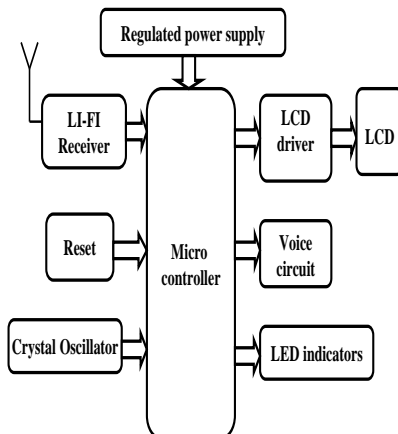 Regulated power supply
LI-FI
Receiver
LCD
driver
LCD
Reset
Micro
controller
Voice
circuit
Crystal Oscillator
LED indicators